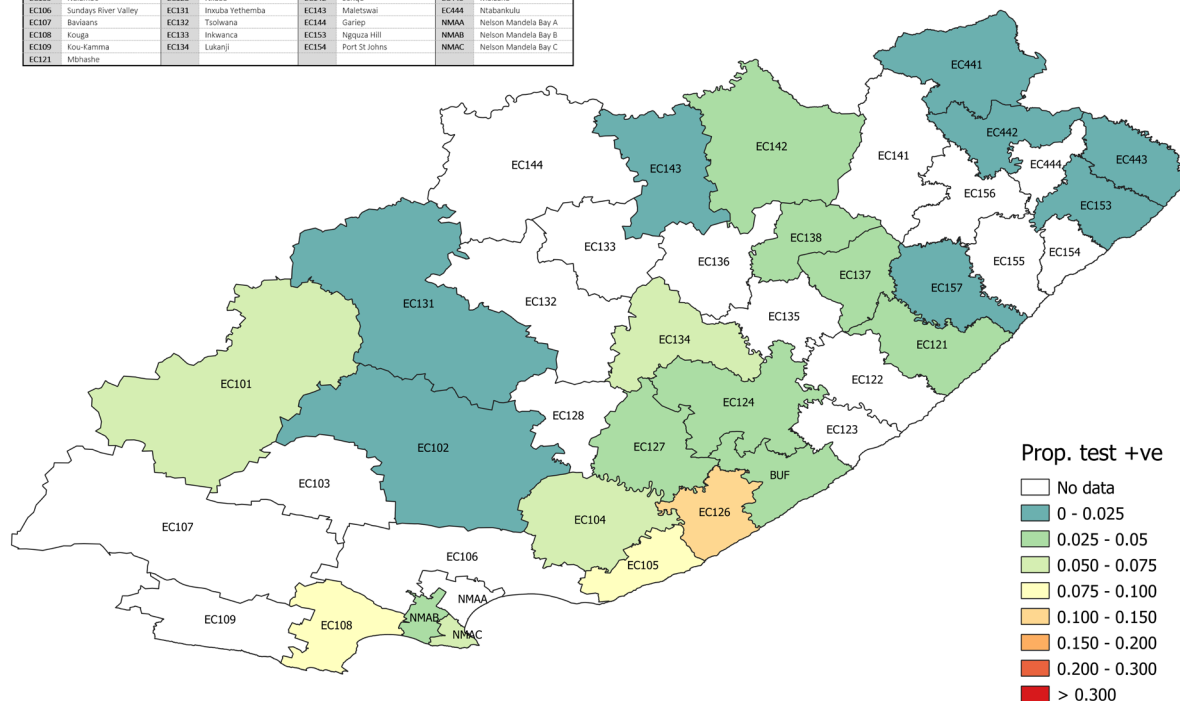 EC106 Sundays River Valley EC131 Inxuba Yethemba EC143 Maletswai EC444 Ntabankulu
EC107 Baviaans EC132 Tsolwana EC144 Gariep NMAA Nelson Mandela Bay A
EC108 Kouga EC133 Inkwanca EC153 Ngquza Hill NMAB Nelson Mandela Bay B
EC109 Kou-Kamma EC134 Lukanji EC154 Port St Johns NMAC Nelson Mandela Bay C
EC121 Mbhashe
EC441
EC442
EC142
EC141
EC444
EC443
EC144
EC143
EC156
EC153
EC138
EC133
EC136
EC154
EC155
EC137
EC157
EC131
EC132
EC135
EC134
EC121
EC101
EC122
EC124
EC128
EC123
EC102
EC127
BUF
EC103
EC126
EC104
EC107
EC106
EC105
NMAA
EC109
EC108
NMAB
NMAC
Prop. test +ve
No data
0 - 0.025
0.025 - 0.05
0.050 - 0.075
0.075 - 0.100
0.100 - 0.150
0.150 - 0.200
0.200 - 0.300
> 0.300